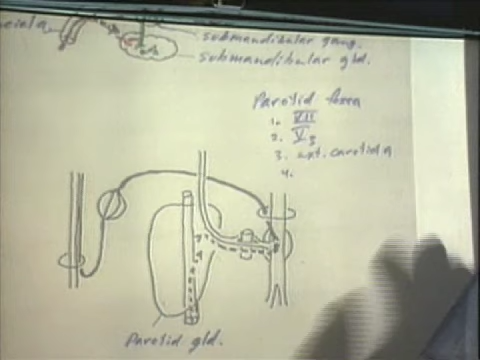 submandibular gang.
submandibular gld.
Parotid fossa
1. VII
2. V3
3. ext. carotid a
4.
Parotid gld.